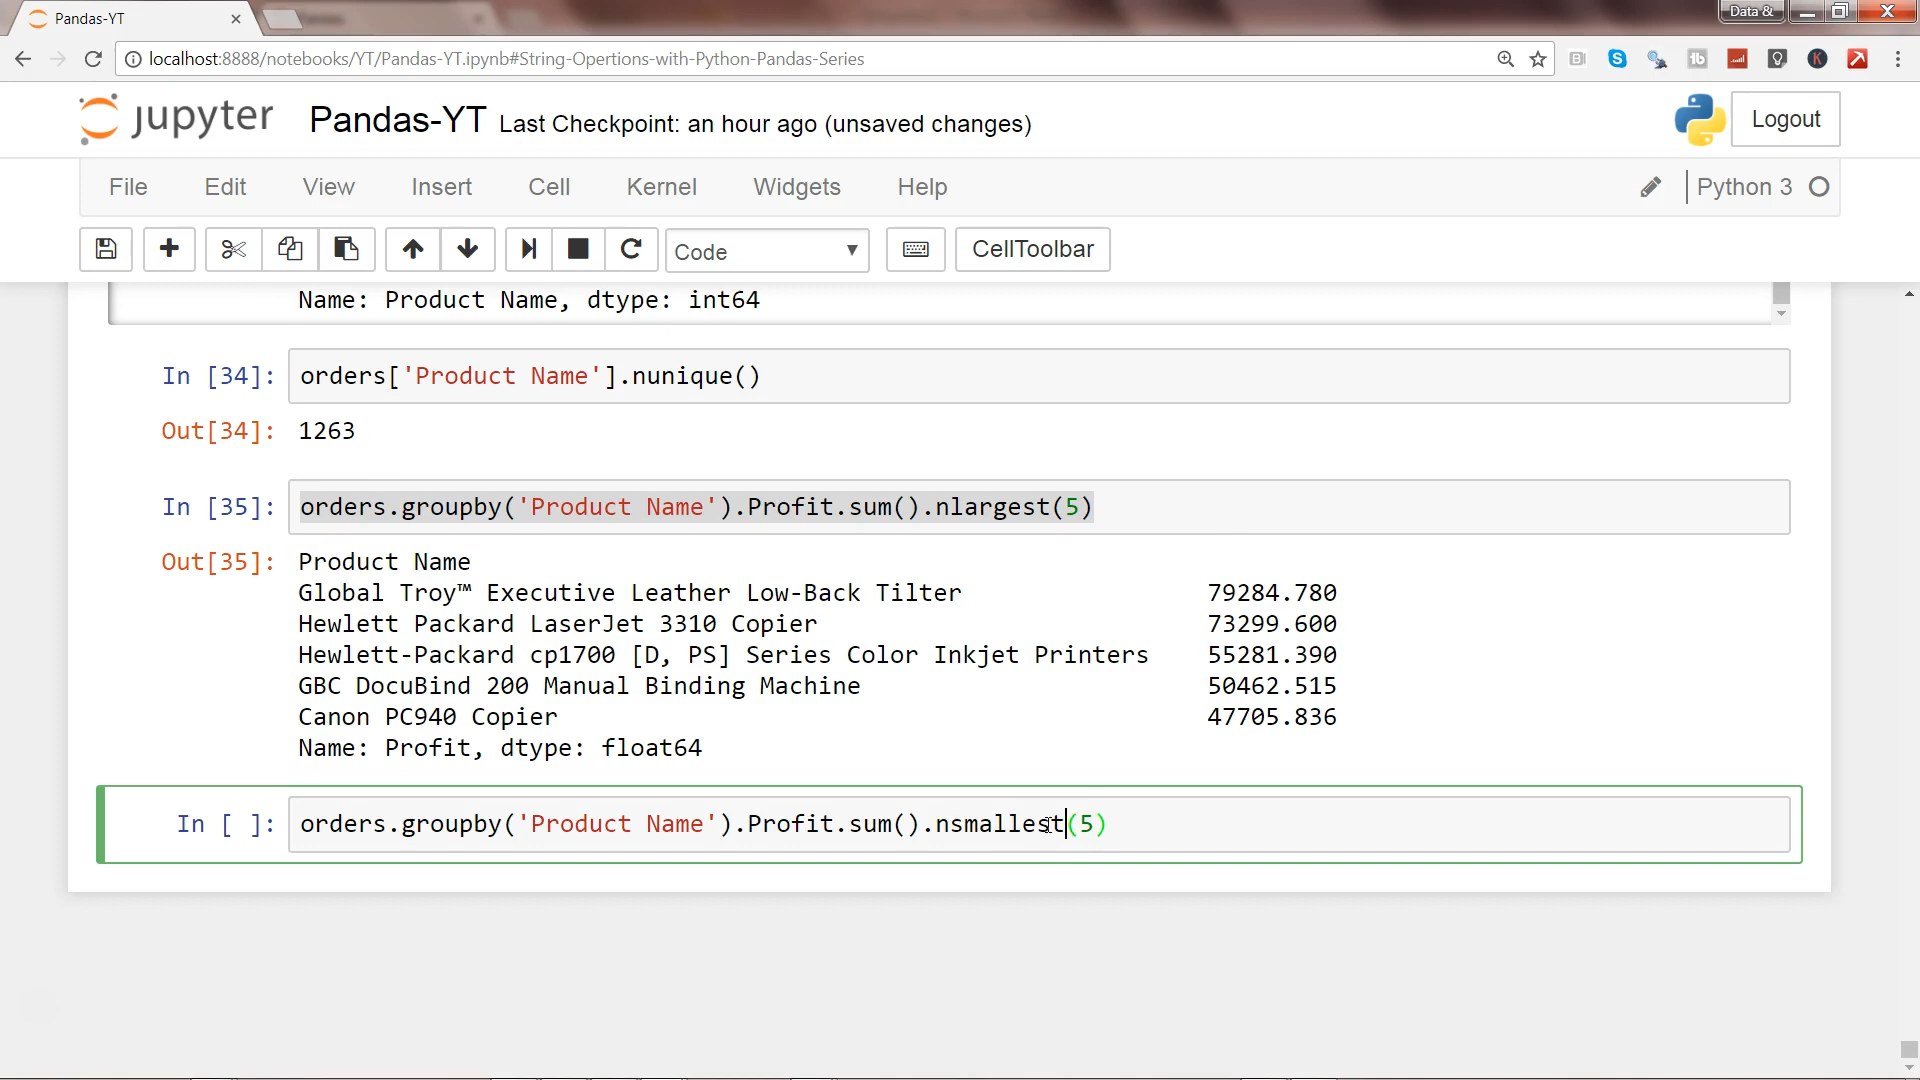 Pandas-YT
Data &
localhost:8888/notebooks/YT/Pandas-YT.ipynb#String-Opertions-with-Python-Pandas-Series
jupyter Pandas-YT Last Checkpoint: an hour ago (unsaved changes)
Logout
File Edit View Insert Cell Kernel Widgets Help
Python 3
Code
CellToolbar
Name: Product Name, dtype: int64
In [34]: orders['Product Name'].nunique()
Out[34]: 1263
In [35]: orders.groupby('Product Name').Profit.sum().nlargest(5)
Out[35]: Product Name
Global Troy™ Executive Leather Low-Back Tilter 79284.780
Hewlett Packard LaserJet 3310 Copier 73299.600
Hewlett-Packard cp1700 [D, PS] Series Color Inkjet Printers 55281.390
GBC DocuBind 200 Manual Binding Machine 50462.515
Canon PC940 Copier 47705.836
Name: Profit, dtype: float64
In [ ]: orders.groupby('Product Name').Profit.sum().nsmallest(5)